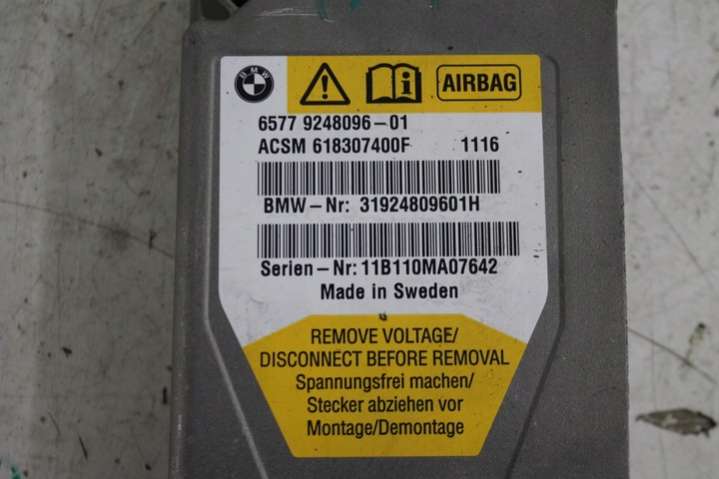 BMW
AIRBAG
6577 9248096-01
ACSM 618307400F 1116
BMW-Nr: 31924809601H
Serien-Nr: 11B110MA07642
Made in Sweden
REMOVE VOLTAGE/
DISCONNECT BEFORE REMOVAL
Spannungsfrei machen/
Stecker abziehen vor
Montage/Demontage